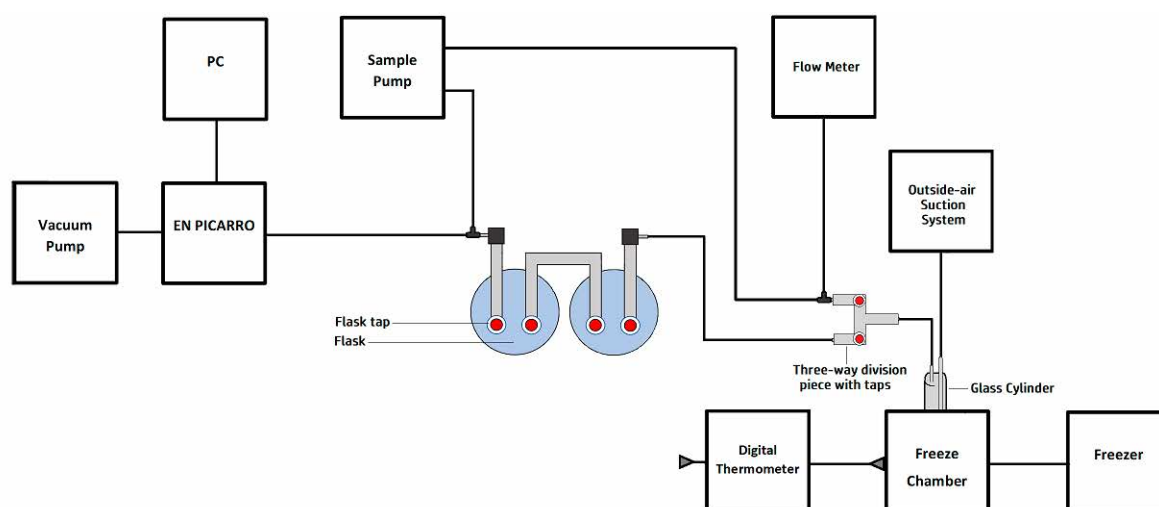 PC
Sample
Pump
Flow Meter
Outside-air
Suction
System
Vacuum
Pump
EN PICARRO
Flask tap
Flask
Three-way division
piece with taps
Glass Cylinder
Digital
Thermometer
Freeze
Chamber
Freezer